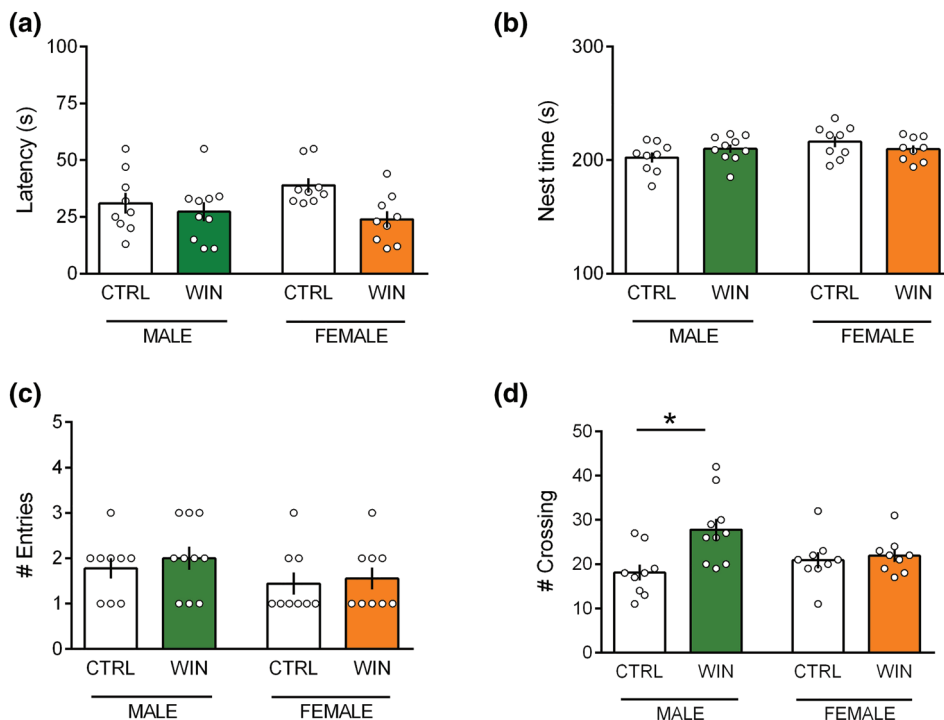 (a)
100
75
50
25
0
Latency (s)
CTRL WIN CTRL WIN
MALE FEMALE
(b)
300
200
100
Nest time (s)
CTRL WIN CTRL WIN
MALE FEMALE
(c)
5
4
3
2
1
0
# Entries
CTRL WIN CTRL WIN
MALE FEMALE
(d)
50
40
30
20
10
0
# Crossing
*
CTRL WIN CTRL WIN
MALE FEMALE